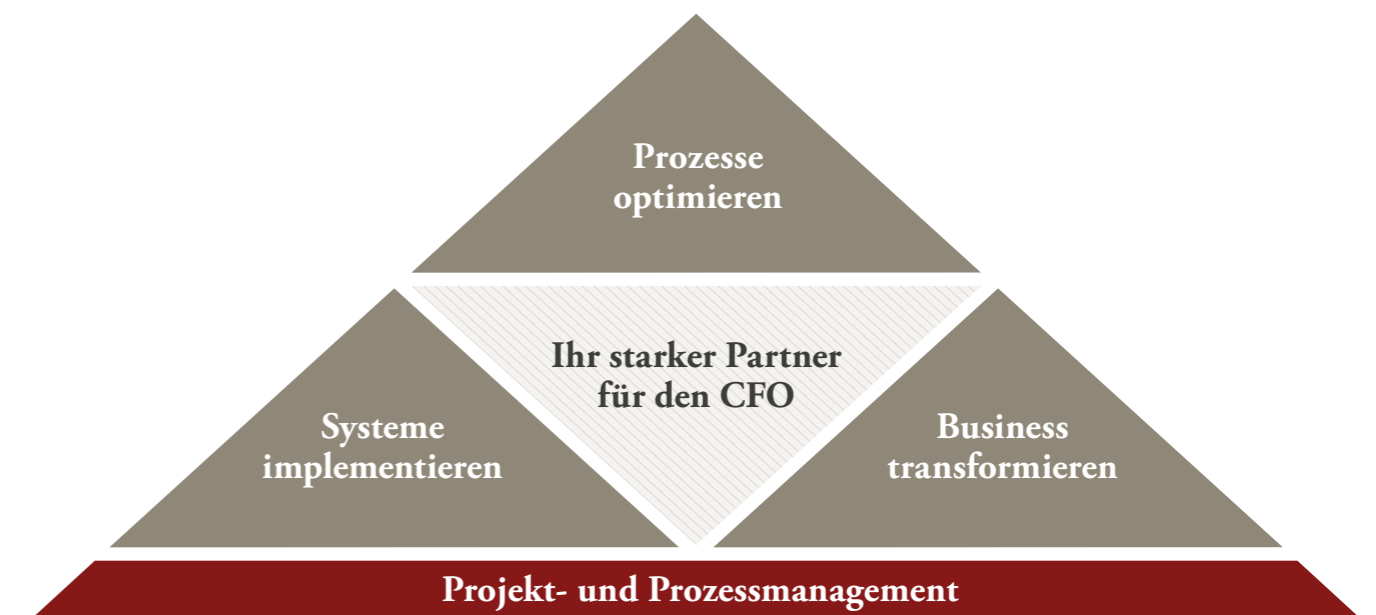 Prozesse
optimieren
Ihr starker Partner
für den CFO
Systeme
implementieren
Business
transformieren
Projekt- und Prozessmanagement